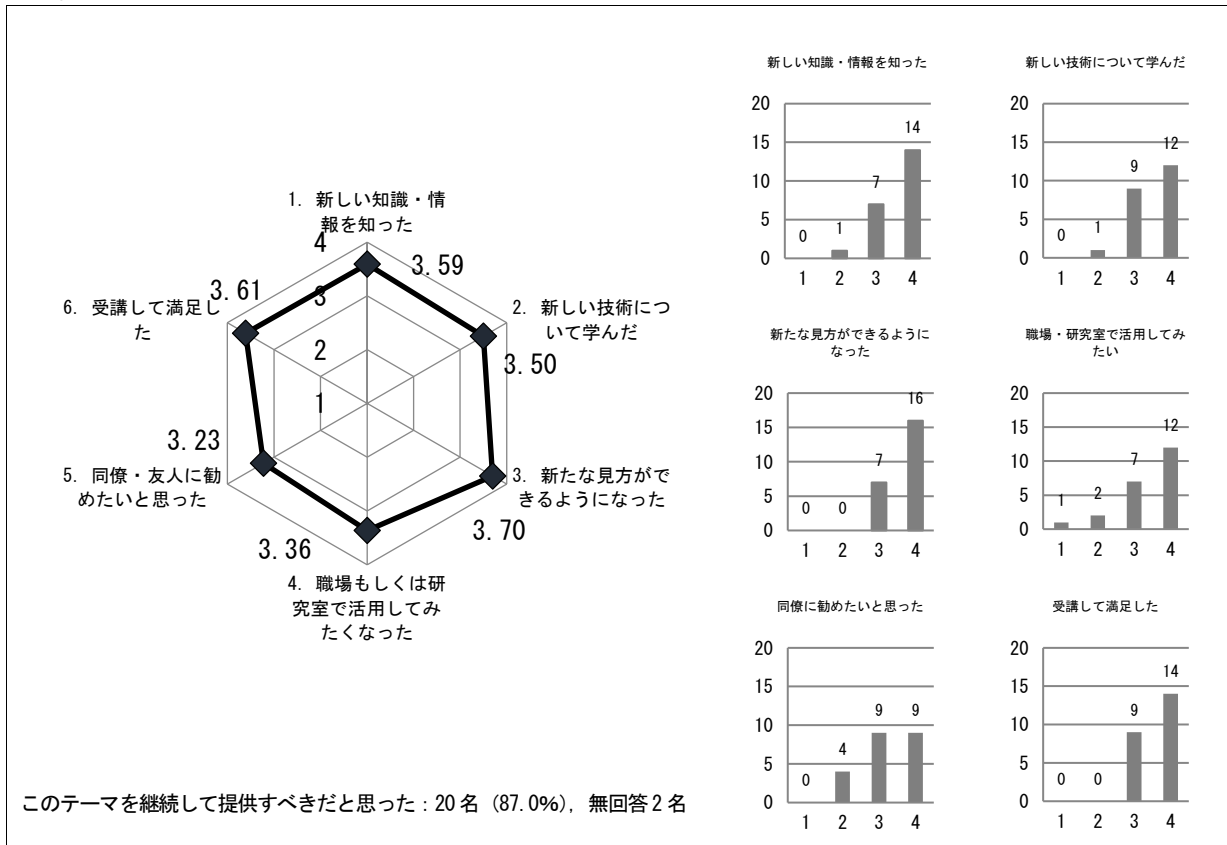 1. 新しい知識・情
報を知った
4
3.59
3.61
3
6. 受講して満足し
た
2. 新しい技術につ
いて学んだ
2
3.50
1
3.23
5. 同僚・友人に勧
めたいと思った
3. 新たな見方がで
きるようになった
3.70
3.36
4. 職場もしくは研
究室で活用してみ
たくなった
このテーマを継続して提供すべきだと思った：20名（87.0%），無回答2名
新しい知識・情報を知った
20
15
10
5
0
0
1
7
14
1 2 3 4
新しい技術について学んだ
20
15
10
5
0
0
1
9
12
1 2 3 4
新たな見方ができるように
なった
20
15
10
5
0
0
0
7
16
1 2 3 4
職場・研究室で活用してみ
たい
20
15
10
5
0
1
2
7
12
1 2 3 4
同僚に勧めたいと思った
20
15
10
5
0
0
4
9
9
1 2 3 4
受講して満足した
20
15
10
5
0
0
0
9
14
1 2 3 4